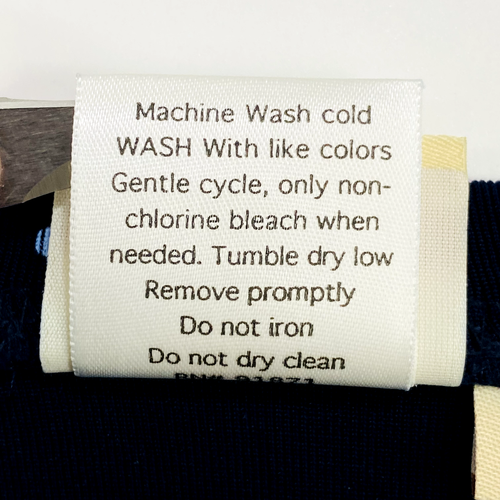 Machine Wash cold
WASH With like colors
Gentle cycle, only non-
chlorine bleach when
needed. Tumble dry low
Remove promptly
Do not iron
Do not dry clean